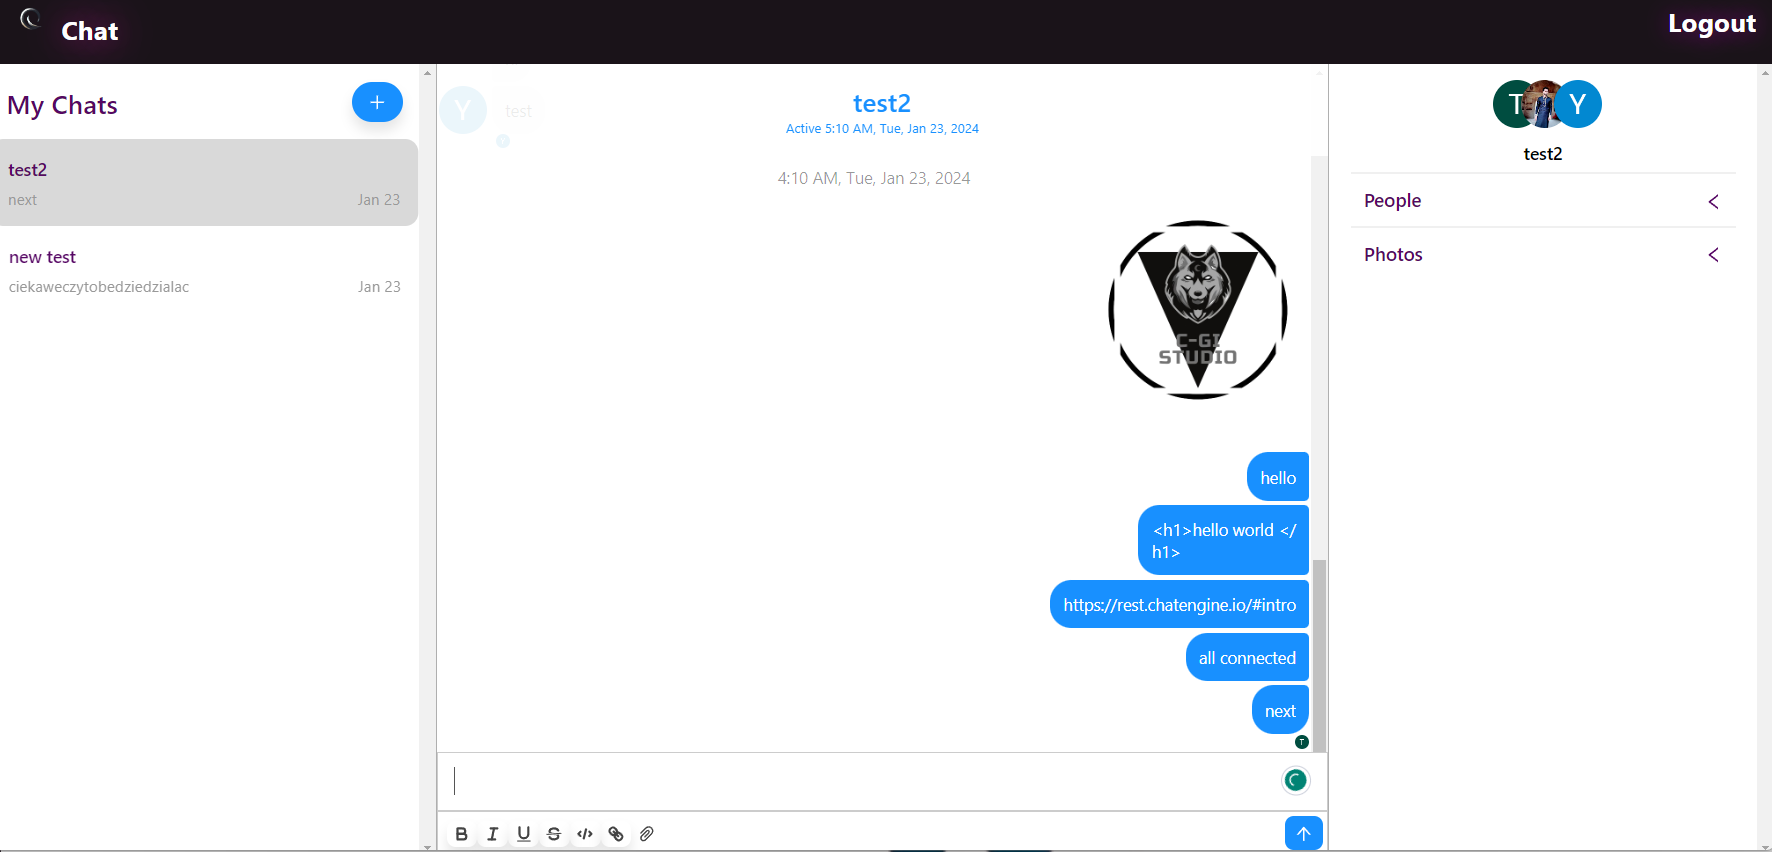 Chat
Logout
My Chats
+
test2
next
Jan 23
new test
ciekaweczytobedziedzialac
Jan 23
Y
test
test2
Active 5:10 AM, Tue, Jan 23, 2024
4:10 AM, Tue, Jan 23, 2024
C-GI
STUDIO
hello
<h1>hello world </
h1>
https://rest.chatengine.io/#intro
all connected
next
T
B I U S </>
T Y
test2
People
Photos